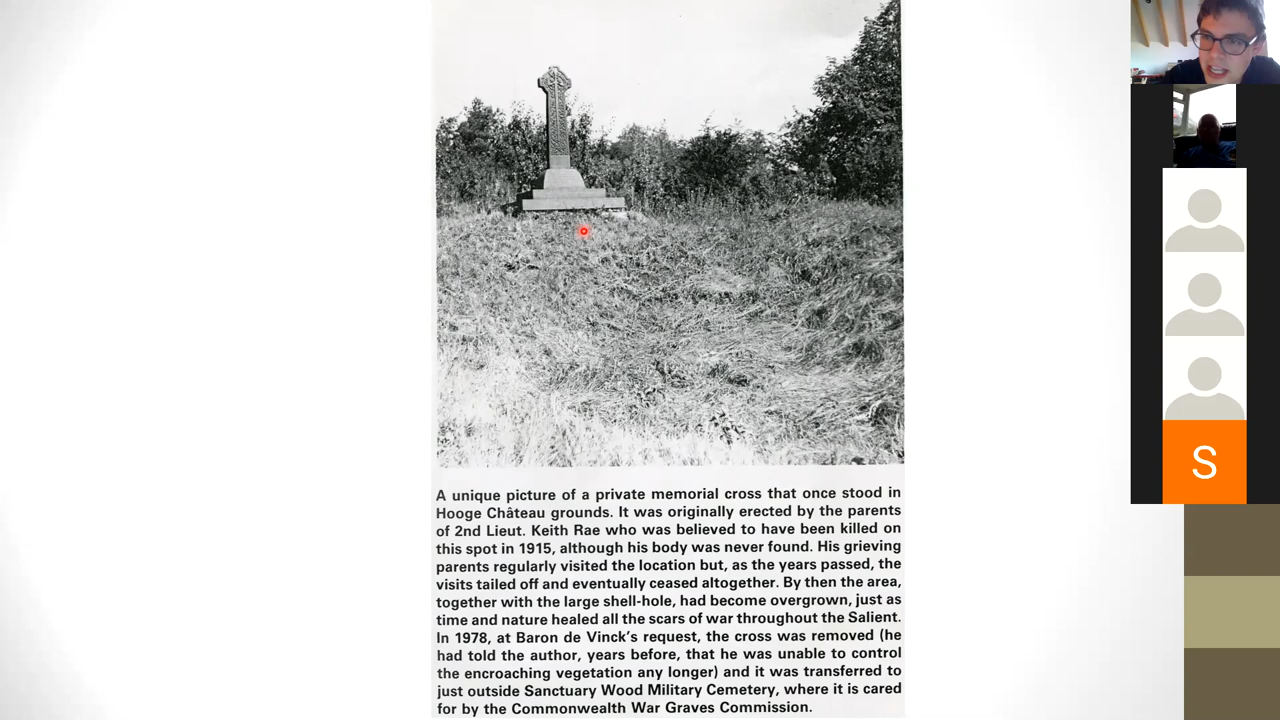 A unique picture of a private memorial cross that once stood in
Hooge Château grounds. It was originally erected by the parents
of 2nd Lieut. Keith Rae who was believed to have been killed on
this spot in 1915, although his body was never found. His grieving
parents regularly visited the location but, as the years passed, the
visits tailed off and eventually ceased altogether. By then the area,
together with the large shell-hole, had become overgrown, just as
time and nature healed all the scars of war throughout the Salient.
In 1978, at Baron de Vinck's request, the cross was removed (he
had told the author, years before, that he was unable to control
the encroaching vegetation any longer) and it was transferred to
just outside Sanctuary Wood Military Cemetery, where it is cared
for by the Commonwealth War Graves Commission.
S